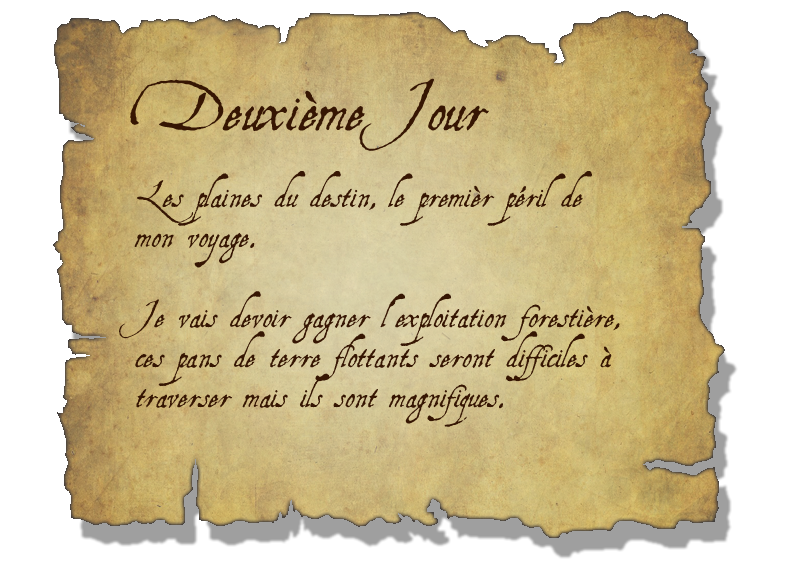 Deuxième Jour
Les plaines du destin, le premièr péril de
mon voyage.
Je vais devoir gagner l'exploitation forestière,
ces pans de terre flottants seront difficiles à
traverser mais ils sont magnifiques.